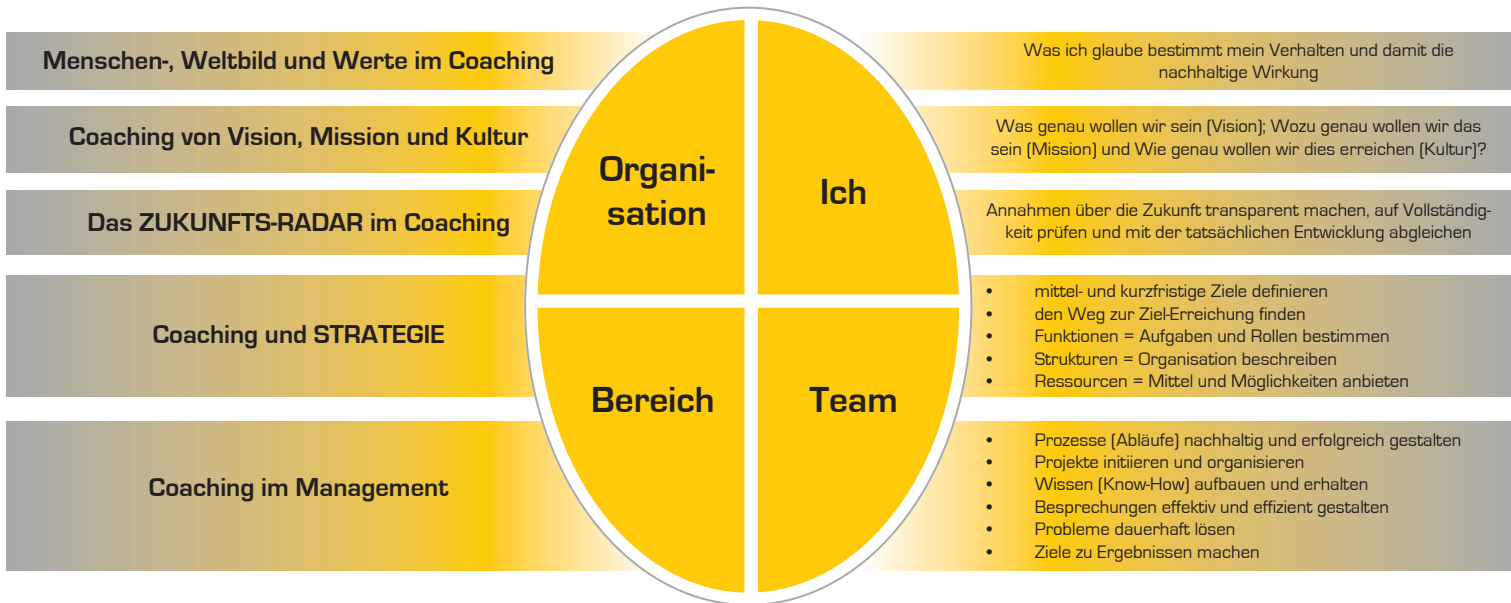 Menschen-, Weltbild und Werte im Coaching
Was ich glaube bestimmt mein Verhalten und damit die
nachhaltige Wirkung
Coaching von Vision, Mission und Kultur
Was genau wollen wir sein (Vision); Wozu genau wollen wir das
sein (Mission) und Wie genau wollen wir dies erreichen (Kultur)?
Organi-
sation
Ich
Das ZUKUNFTS-RADAR im Coaching
Annahmen über die Zukunft transparent machen, auf Vollständig-
keit prüfen und mit der tatsächlichen Entwicklung abgleichen
Coaching und STRATEGIE
• mittel- und kurzfristige Ziele definieren
• den Weg zur Ziel-Erreichung finden
• Funktionen = Aufgaben und Rollen bestimmen
• Strukturen = Organisation beschreiben
• Ressourcen = Mittel und Möglichkeiten anbieten
Bereich
Team
Coaching im Management
• Prozesse (Abläufe) nachhaltig und erfolgreich gestalten
• Projekte initiieren und organisieren
• Wissen (Know-How) aufbauen und erhalten
• Besprechungen effektiv und effizient gestalten
• Probleme dauerhaft lösen
• Ziele zu Ergebnissen machen